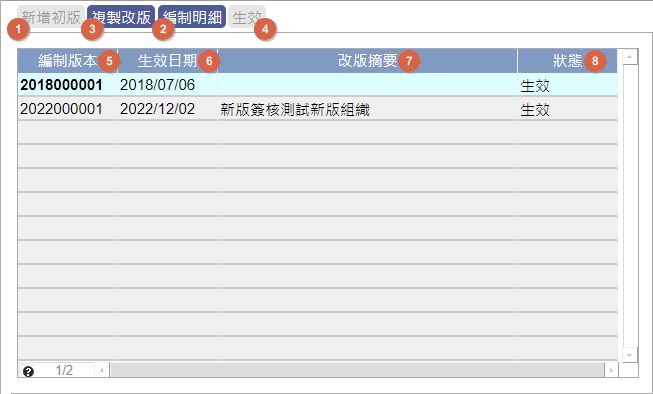 新增初版 複製改版 編制明細 生效
1 3 2 4
編制版本 5 生效日期 6 改版摘要 7 狀態 8
2018000001 2018/07/06 生效
2022000001 2022/12/02 新版簽核測試新版組織 生效
? 1/2